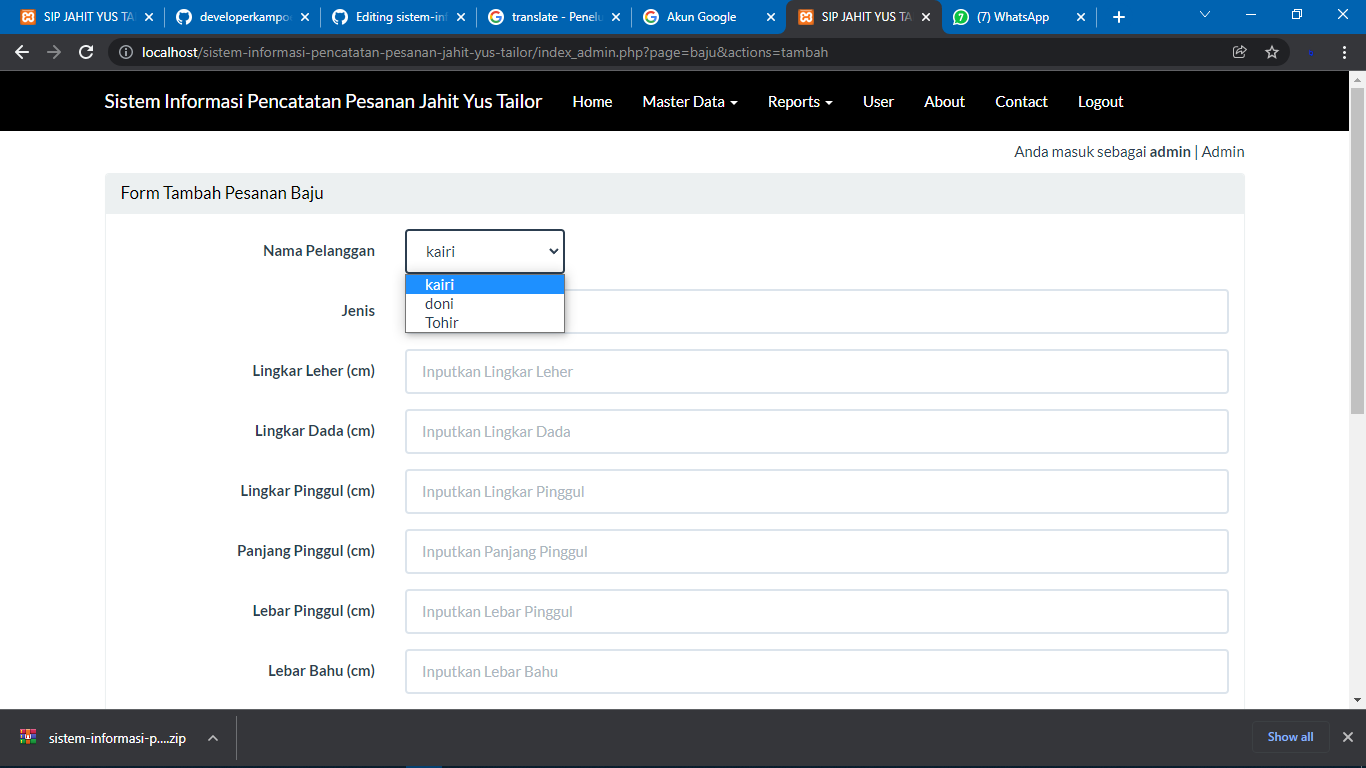 SIP JAHIT YUS TA
developerkampo
Editing sistem-in
translate - Penelu
Akun Google
SIP JAHIT YUS TA
(7) WhatsApp
localhost/sistem-informasi-pencatatan-pesanan-jahit-yus-tailor/index_admin.php?page=baju&actions=tambah
Sistem Informasi Pencatatan Pesanan Jahit Yus Tailor Home Master Data Reports User About Contact Logout
Anda masuk sebagai admin | Admin
Form Tambah Pesanan Baju
Nama Pelanggan kairi
kairi
doni
Tohir
Jenis
Lingkar Leher (cm) Inputkan Lingkar Leher
Lingkar Dada (cm) Inputkan Lingkar Dada
Lingkar Pinggul (cm) Inputkan Lingkar Pinggul
Panjang Pinggul (cm) Inputkan Panjang Pinggul
Lebar Pinggul (cm) Inputkan Lebar Pinggul
Lebar Bahu (cm) Inputkan Lebar Bahu
sistem-informasi-p....zip
Show all